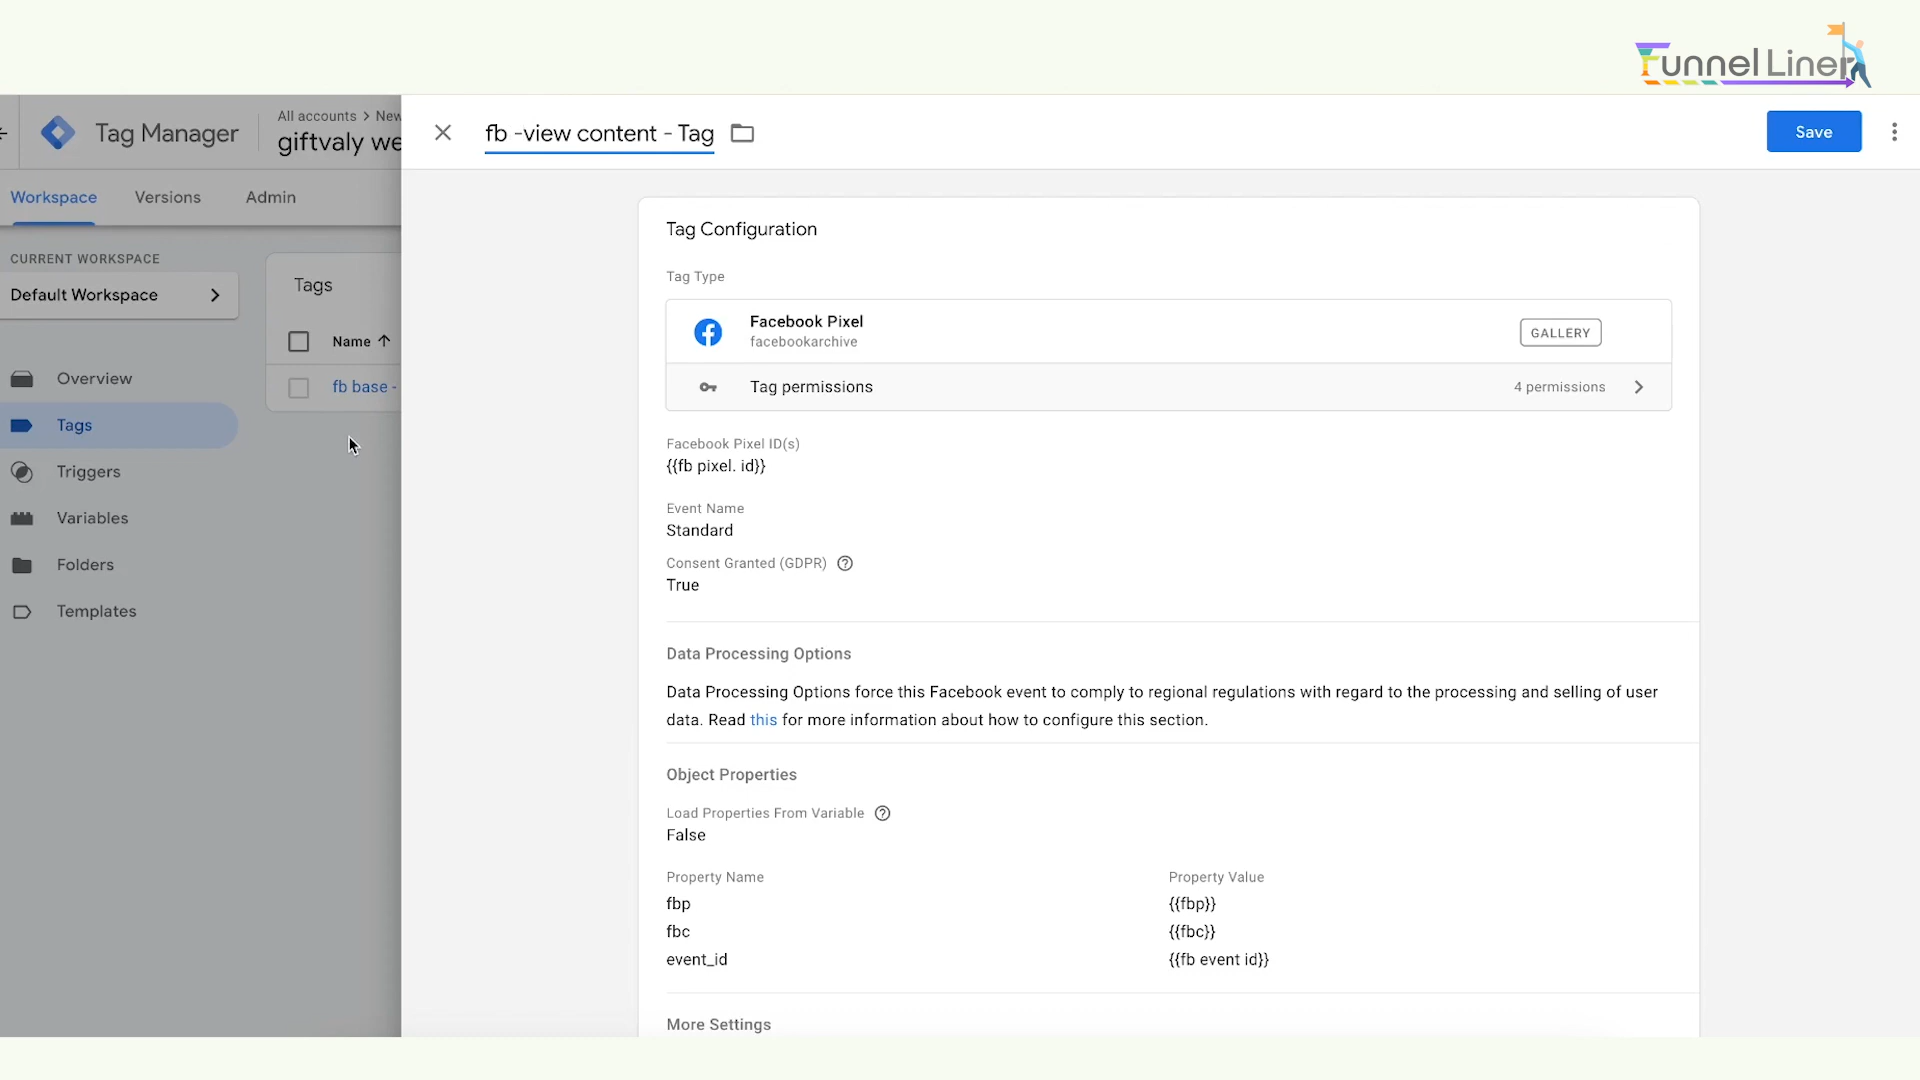 Funnel Liner
Tag Manager
All accounts > New
giftvaly we
fb -view content - Tag
Save
Workspace
Versions
Admin
CURRENT WORKSPACE
Default Workspace
Overview
Tags
Triggers
Variables
Folders
Templates
Tags
Name
fb base -
Tag Configuration
Tag Type
Facebook Pixel
facebookarchive
GALLERY
Tag permissions
4 permissions
Facebook Pixel ID(s)
{{fb pixel. id}}
Event Name
Standard
Consent Granted (GDPR)
True
Data Processing Options
Data Processing Options force this Facebook event to comply to regional regulations with regard to the processing and selling of user
data. Read this for more information about how to configure this section.
Object Properties
Load Properties From Variable
False
Property Name
Property Value
fbp
{{fbp}}
fbc
{{fbc}}
event_id
{{fb event id}}
More Settings